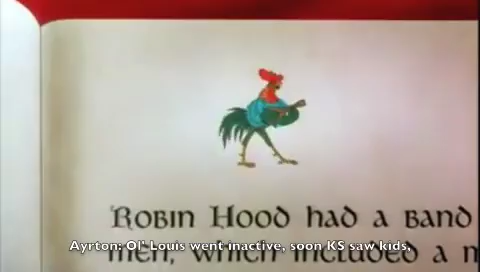 ROBIN HOOD had a band
Ayrton: Ol' Louis went inactive, soon KS saw kids,
men, which included a m